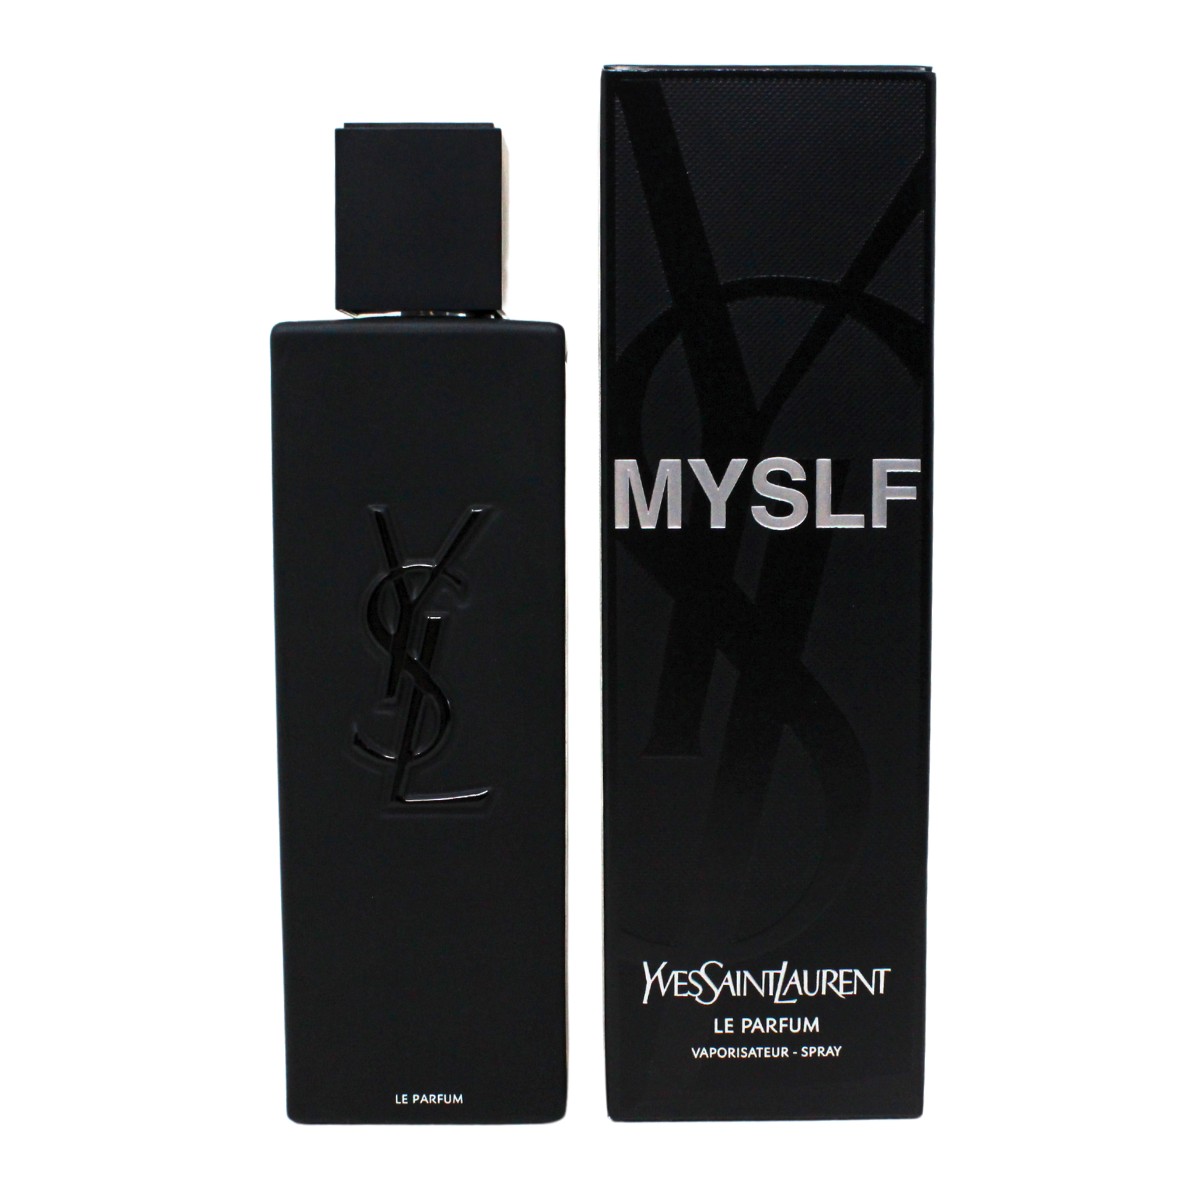 YSL
LE PARFUM
MYSLF
YVESSAINTLAURENT
LE PARFUM
VAPORISATEUR - SPRAY